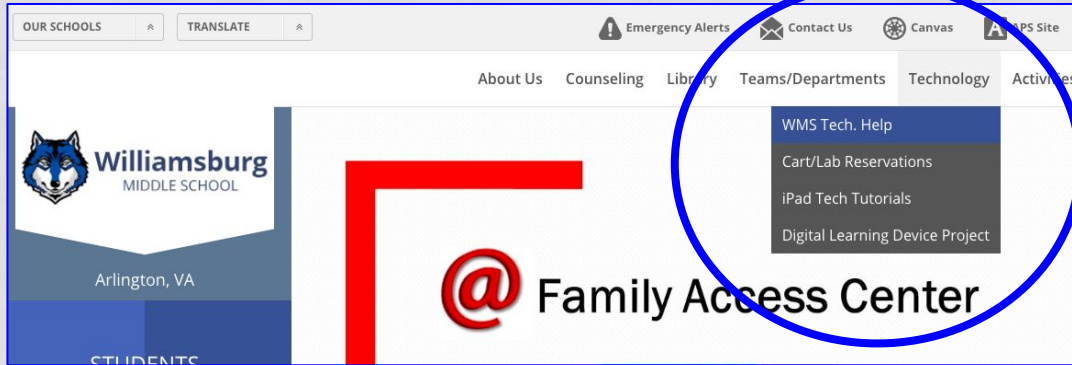 OUR SCHOOLS TRANSLATE Emergency Alerts Contact Us Canvas A APS Site
About Us Counseling Library Teams/Departments Technology Activities
WMS Tech. Help
Williamsburg
MIDDLE SCHOOL
Cart/Lab Reservations
iPad Tech Tutorials
Digital Learning Device Project
Arlington, VA
@ Family Access Center
STUDENTS